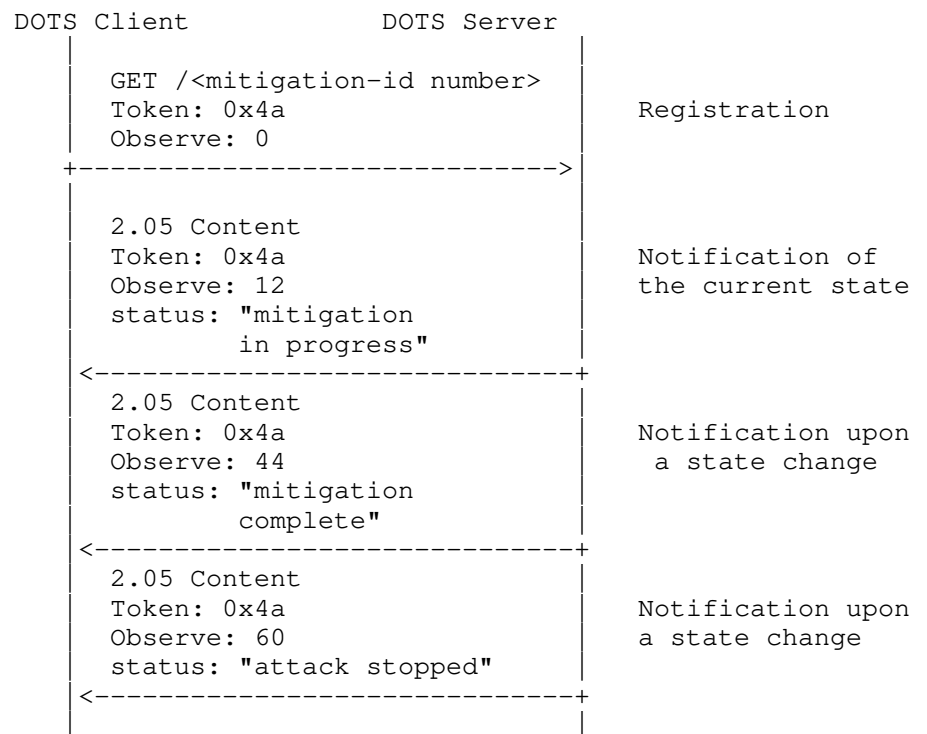 DOTS Client DOTS Server
GET /<mitigation-id number>
Token: 0x4a Registration
Observe: 0
+------------------------------>
2.05 Content
Token: 0x4a Notification of
Observe: 12 the current state
status: "mitigation
in progress"
<------------------------------+
2.05 Content
Token: 0x4a Notification upon
Observe: 44 a state change
status: "mitigation
complete"
<------------------------------+
2.05 Content
Token: 0x4a Notification upon
Observe: 60 a state change
status: "attack stopped"
<------------------------------+